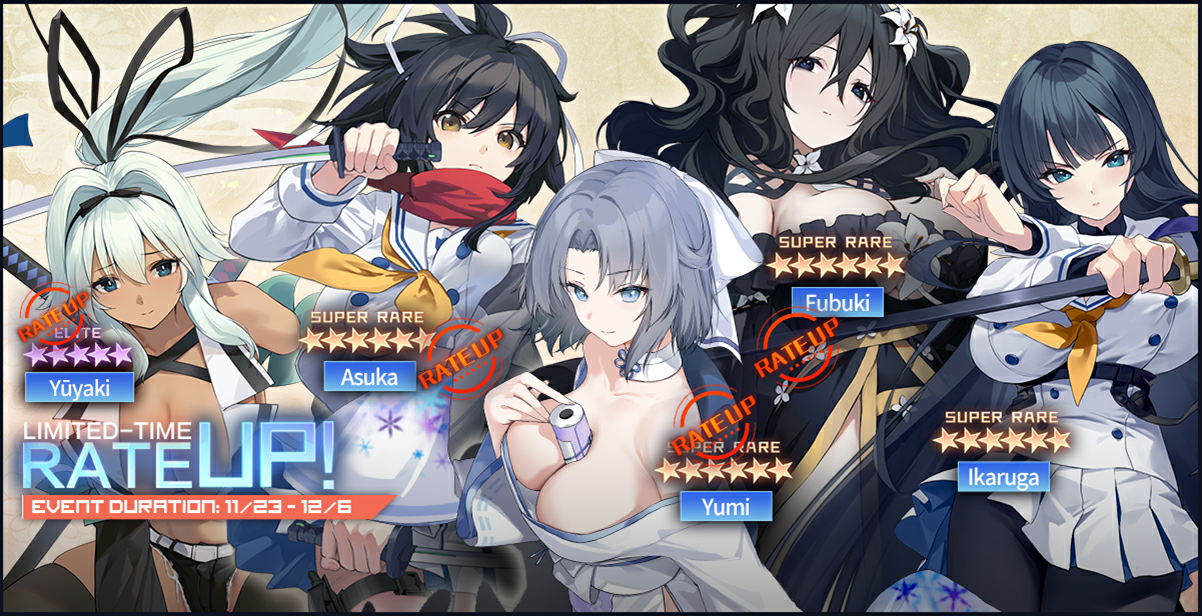 SUPER RARE
Fubuki
RATE UP
RATE UP
ELITE
Yūyaki
SUPER RARE
Asuka
RATE UP
RATE UP
SUPER RARE
Yumi
SUPER RARE
Ikaruga
LIMITED-TIME
RATE UP!
EVENT DURATION: 11/23 - 12/6